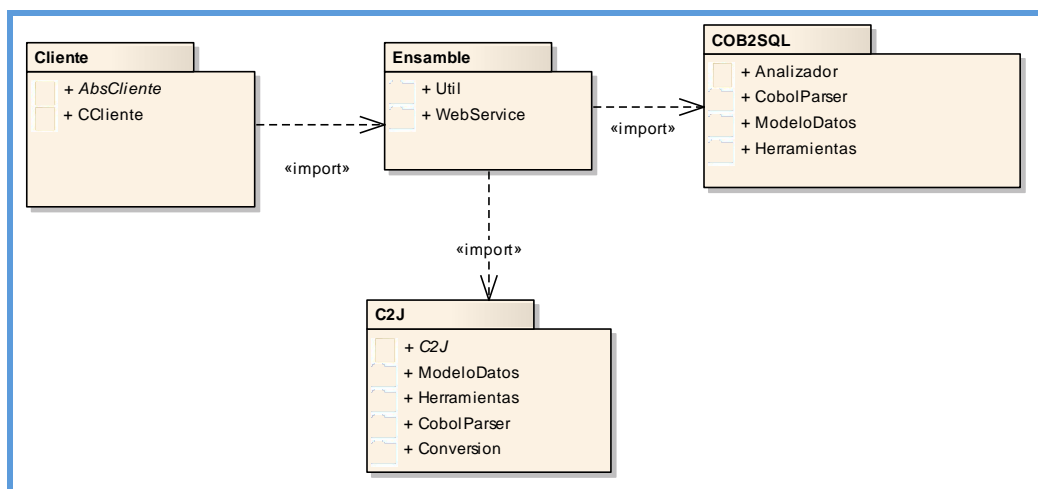 Cliente
+ AbsCliente
+ CCliente
«import»
Ensamble
+ Util
+ WebService
«import»
COB2SQL
+ Analizador
+ CobolParser
+ ModeloDatos
+ Herramientas
«import»
C2J
+ C2J
+ ModeloDatos
+ Herramientas
+ CobolParser
+ Conversion